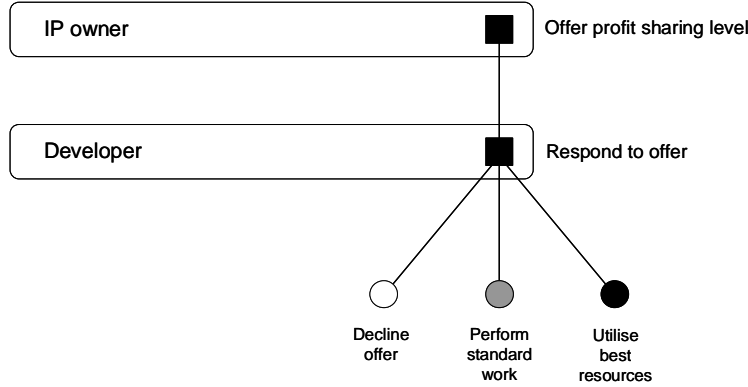 IP owner
Offer profit sharing level
Developer
Respond to offer
Decline
offer
Perform
standard
work
Utilise
best
resources